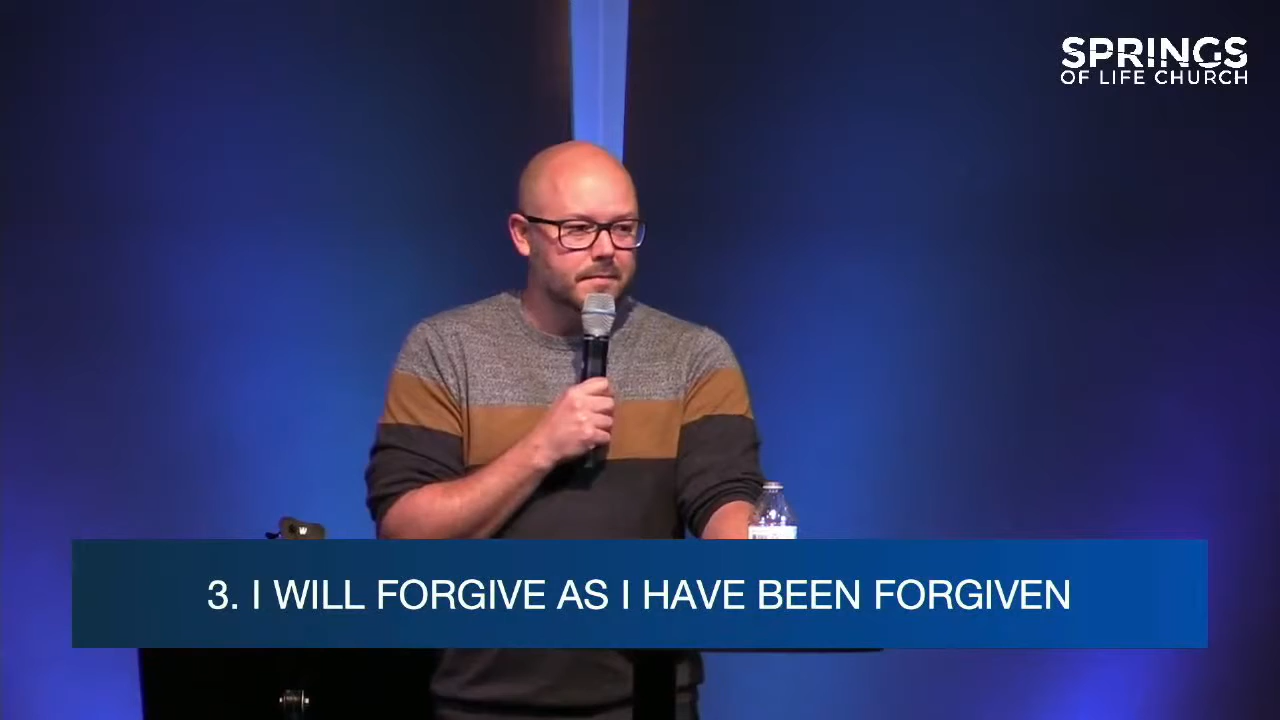 SPRINGS
OF LIFE CHURCH
3. I WILL FORGIVE AS I HAVE BEEN FORGIVEN